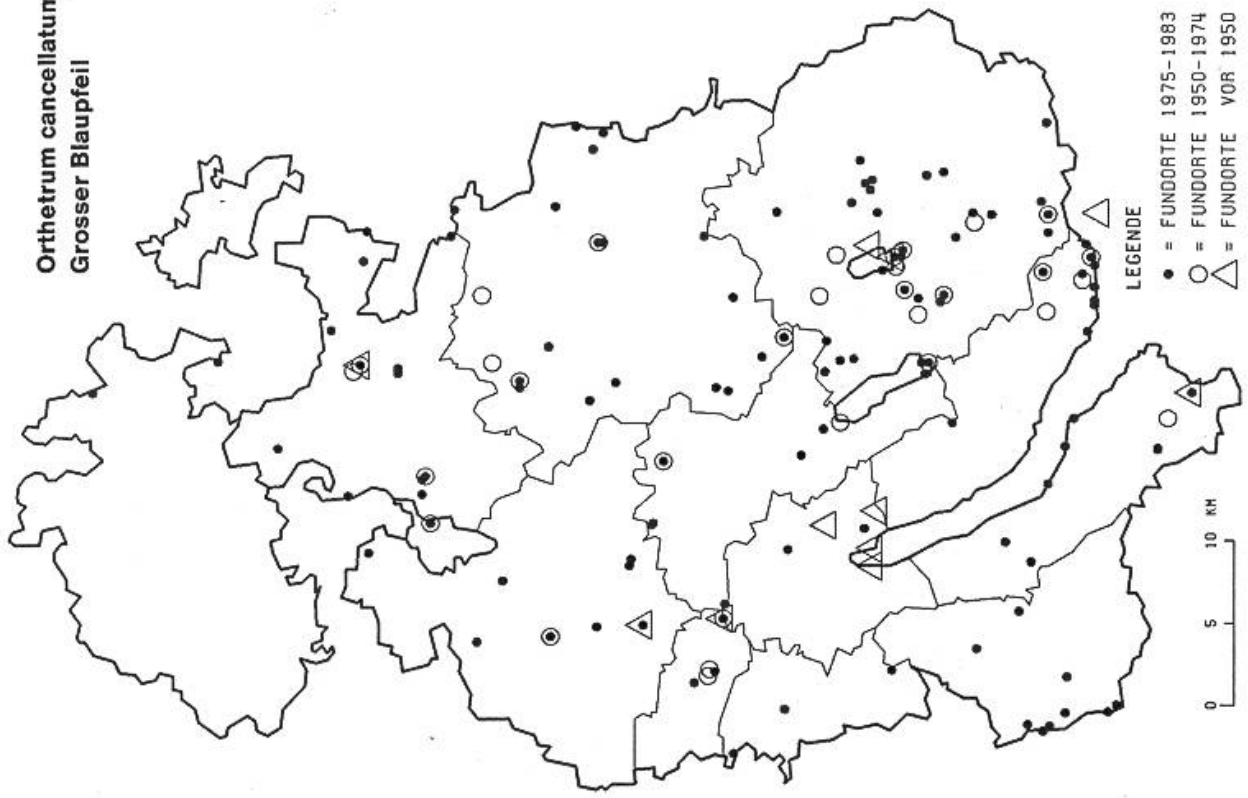 Orthetrum cancellatum
Grosser Blaupfeil
LEGENDE
= FUNDORTE 1975-1983
= FUNDORTE 1950-1974
= FUNDORTE VOR 1950
0 5 10 KM